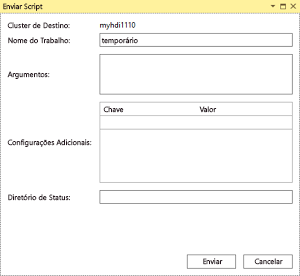 Enviar Script
Cluster de Destino: myhdi1110
Nome do Trabalho: temporário
Argumentos:
Chave Valor
Configurações Adicionais:
Diretório de Status:
Enviar Cancelar